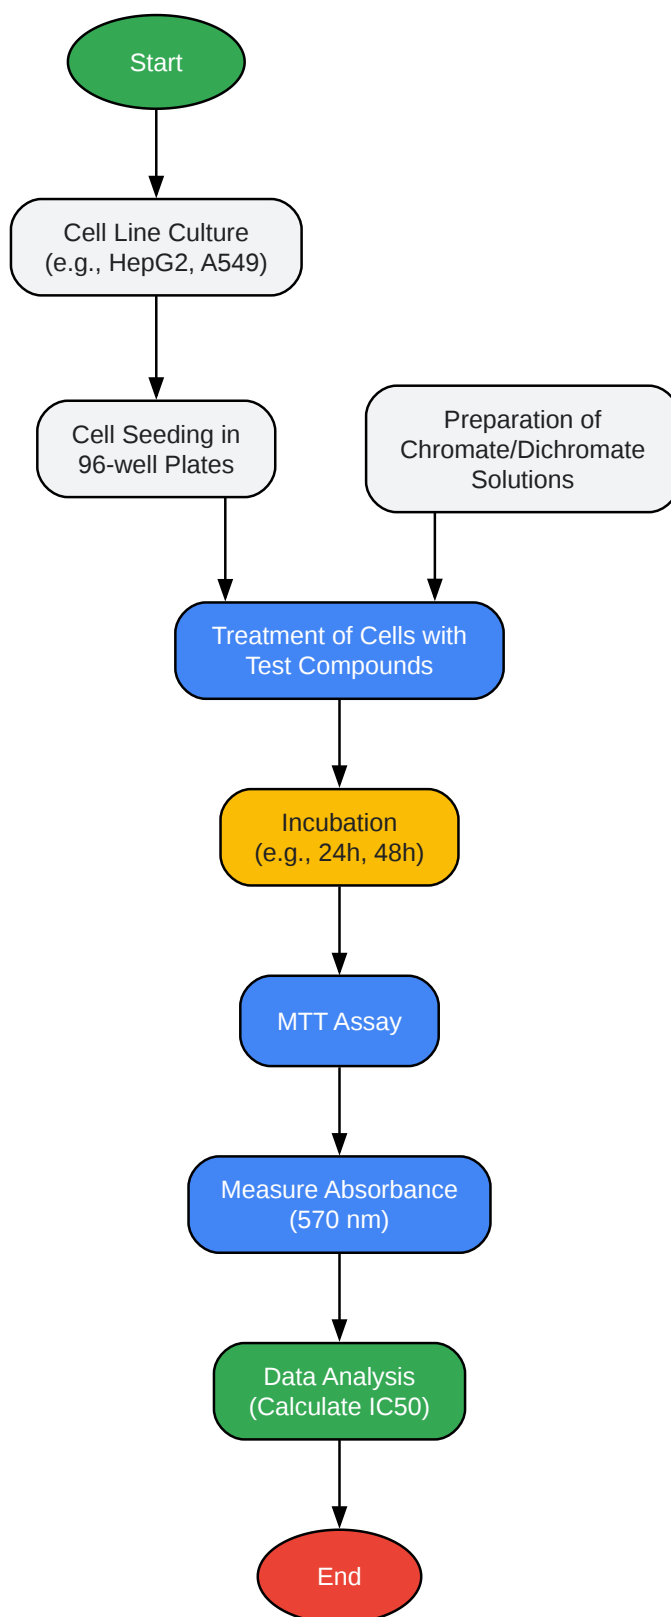 Start
Cell Line Culture
(e.g., HepG2, A549)
Cell Seeding in
96-well Plates
Preparation of
Chromate/Dichromate
Solutions
Treatment of Cells with
Test Compounds
Incubation
(e.g., 24h, 48h)
MTT Assay
Measure Absorbance
(570 nm)
Data Analysis
(Calculate IC50)
End